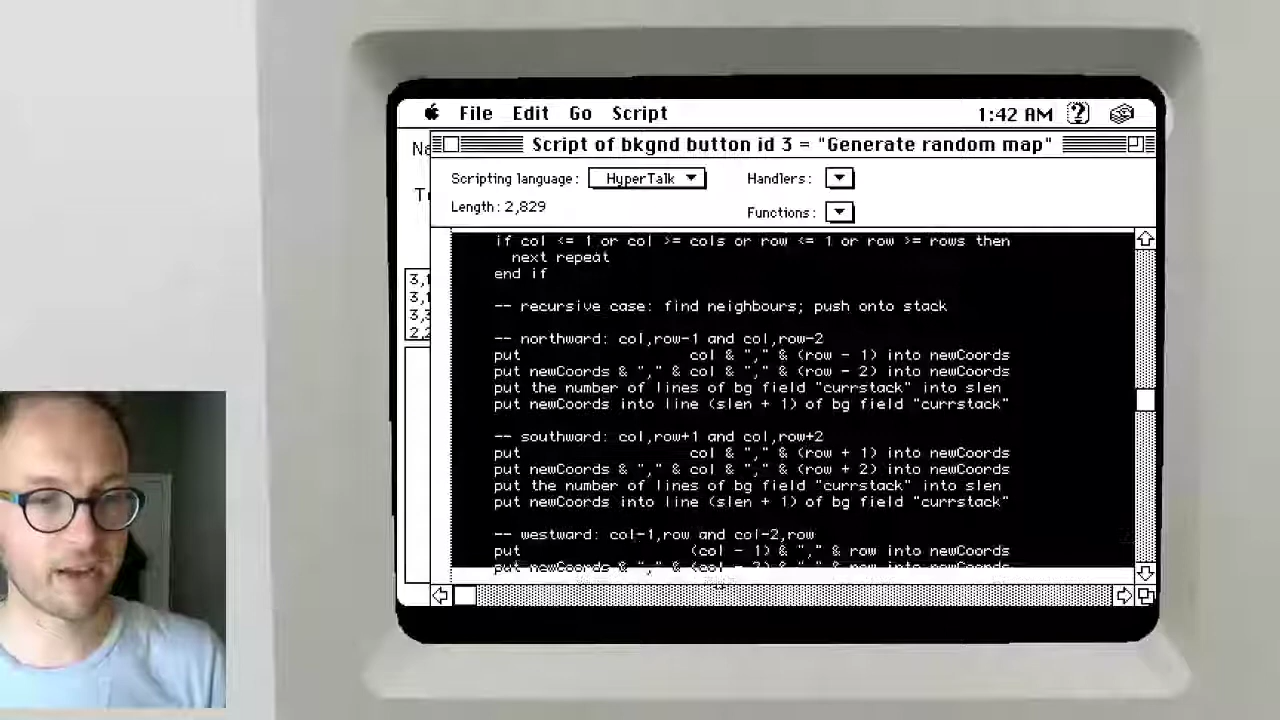 File Edit Go Script 1:42 AM
Script of bkgnd button id 3 = "Generate random map"
Scripting language: HyperTalk Handlers:
Length: 2,829
Functions:
if col <= 1 or col >= cols or row <= 1 or row >= rows then
next repeat
end if
-- recursive case: find neighbours; push onto stack
-- northward: col,row-1 and col,row-2
put col & "," & (row - 1) into newCoords
put newCoords & "," & col & "," & (row - 2) into newCoords
put the number of lines of bg field "currstack" into slen
put newCoords into line (slen + 1) of bg field "currstack"
-- southward: col,row+1 and col,row+2
put col & "," & (row + 1) into newCoords
put newCoords & "," & col & "," & (row + 2) into newCoords
put the number of lines of bg field "currstack" into slen
put newCoords into line (slen + 1) of bg field "currstack"
-- westward: col-1,row and col-2,row
put (col - 1) & "," & row into newCoords
put newCoords & "," & (col - 2) & "," & row into newCoords